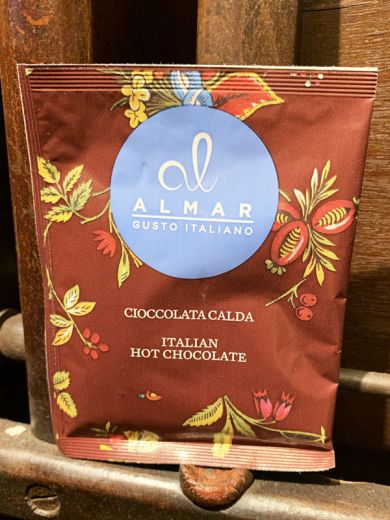 al
ALMAR
GUSTO ITALIANO
CIOCCOLATA CALDA
ITALIAN
HOT CHOCOLATE